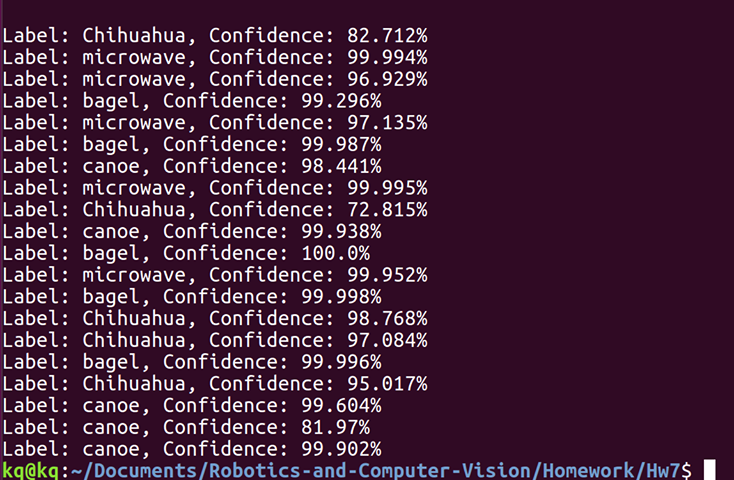 Label: Chihuahua, Confidence: 82.712%
Label: microwave, Confidence: 99.994%
Label: microwave, Confidence: 96.929%
Label: bagel, Confidence: 99.296%
Label: microwave, Confidence: 97.135%
Label: bagel, Confidence: 99.987%
Label: canoe, Confidence: 98.441%
Label: microwave, Confidence: 99.995%
Label: Chihuahua, Confidence: 72.815%
Label: canoe, Confidence: 99.938%
Label: bagel, Confidence: 100.0%
Label: microwave, Confidence: 99.952%
Label: bagel, Confidence: 99.998%
Label: Chihuahua, Confidence: 98.768%
Label: Chihuahua, Confidence: 97.084%
Label: bagel, Confidence: 99.996%
Label: Chihuahua, Confidence: 95.017%
Label: canoe, Confidence: 99.604%
Label: canoe, Confidence: 81.97%
Label: canoe, Confidence: 99.902%
kq@kq:~/Documents/Robotics-and-Computer-Vision/Homework/Hw7$